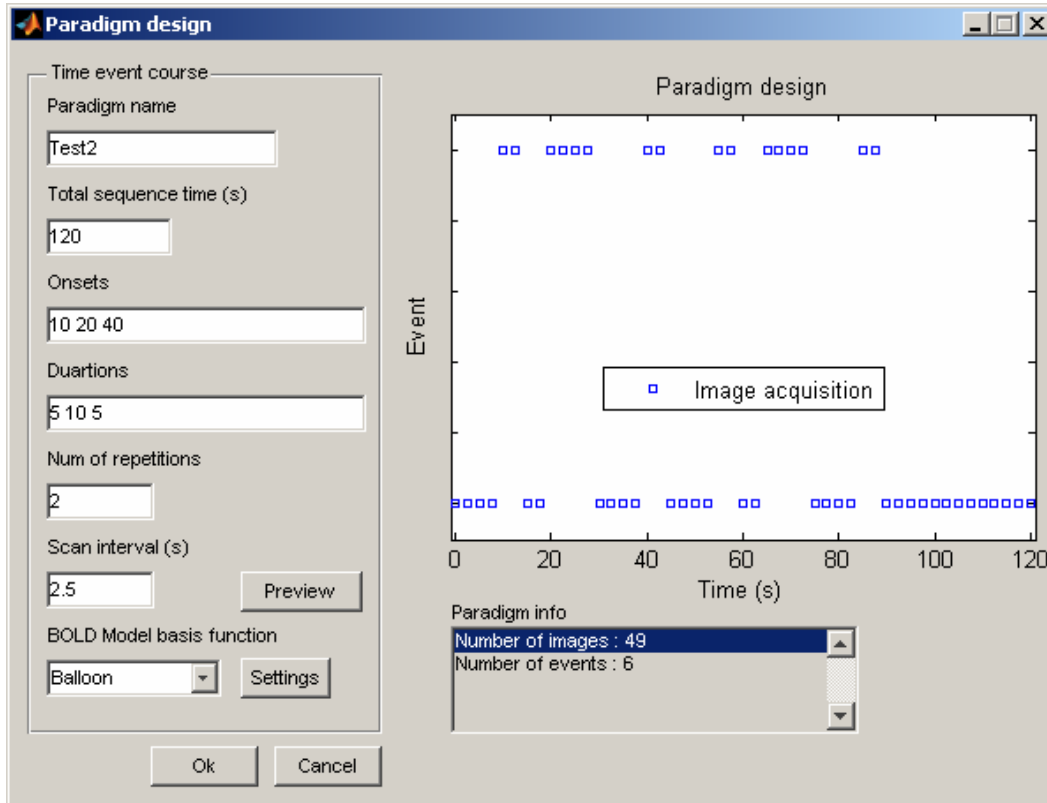 Paradigm design
Time event course
Paradigm name
Test2
Total sequence time (s)
120
Onsets
10 20 40
Duartions
5 10 5
Num of repetitions
2
Scan interval (s)
2.5
Preview
BOLD Model basis function
Balloon
Settings
Ok
Cancel
Paradigm design
Event
Image acquisition
0 20 40 60 80 100 120
Time (s)
Paradigm info
Number of images : 49
Number of events : 6